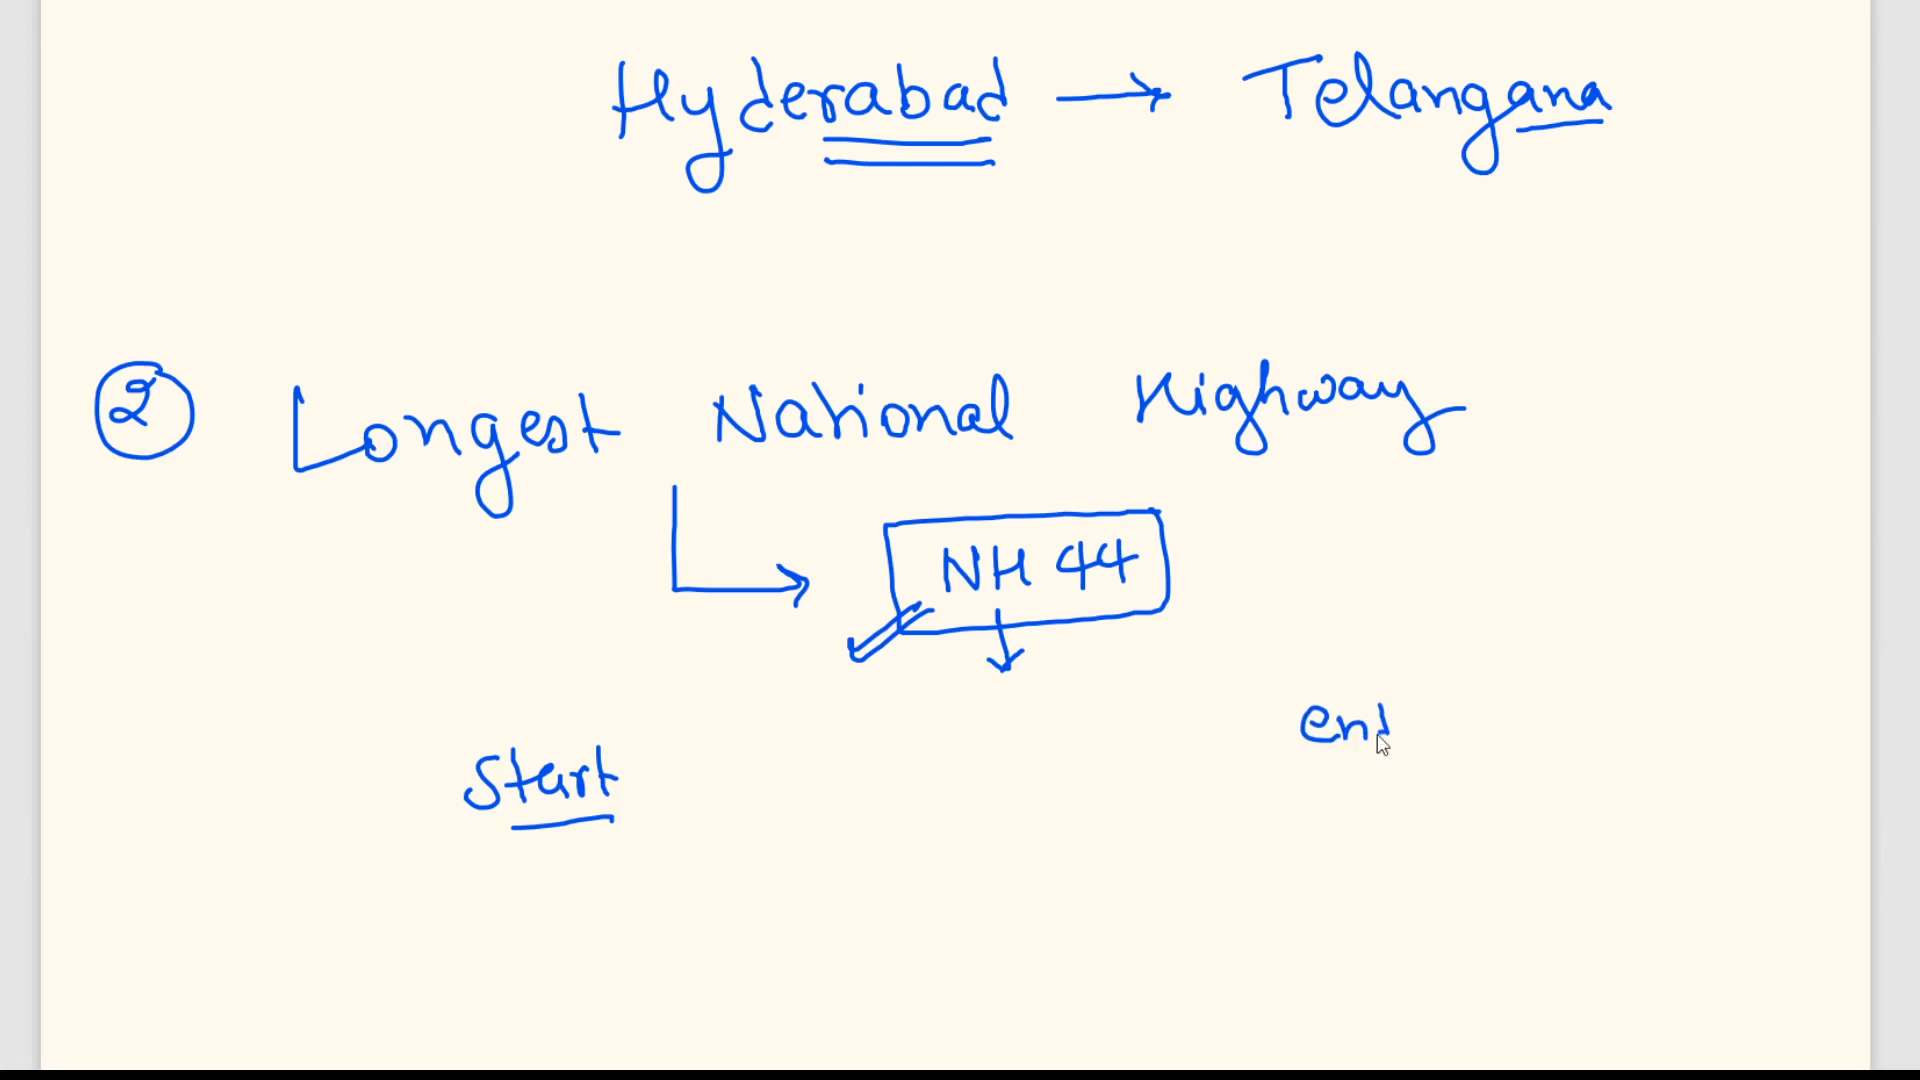 Hyderabad → Telangana
② Longest National Highway
NH 44
end
Start